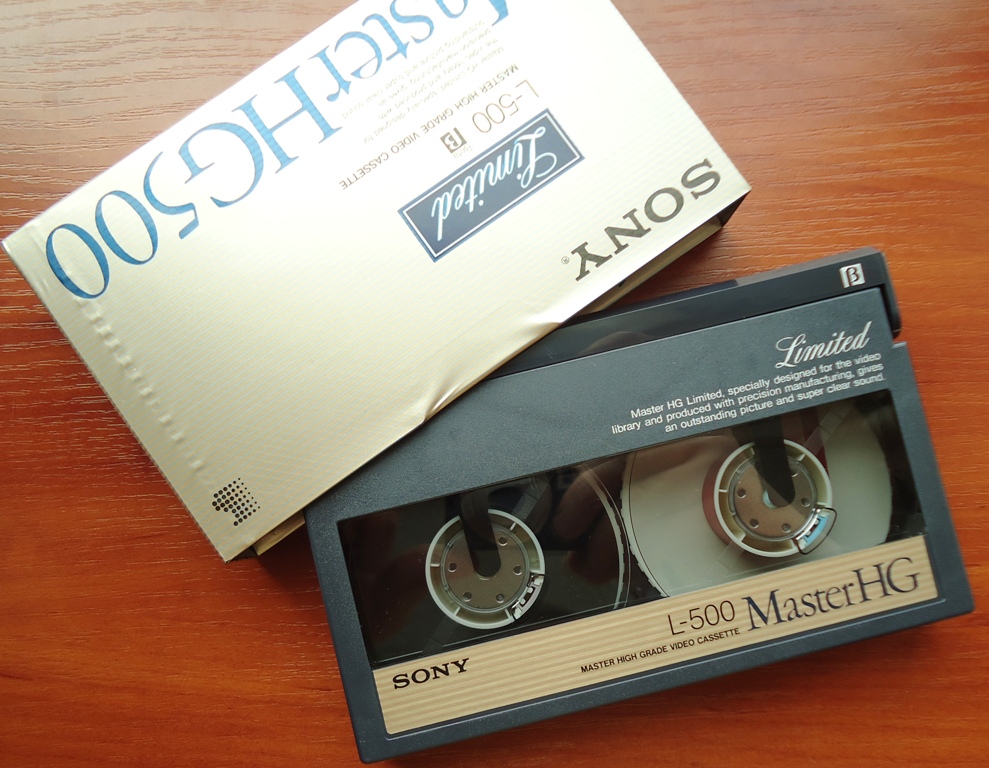 MasterHG500
MASTER HIGH GRADE VIDEO CASSETTE
L-500 β
Limited
SONY®
β
Limited
Master HG Limited, specially designed for the video
library and produced with precision manufacturing, gives
an outstanding picture and super clear sound.
L-500 MasterHG
MASTER HIGH GRADE VIDEO CASSETTE
SONY